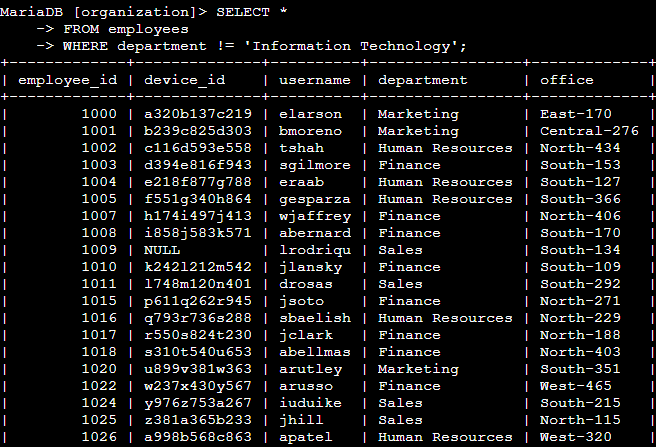 MariaDB [organization]> SELECT *
    -> FROM employees
    -> WHERE department != 'Information Technology';
+-------------+--------------+----------+-----------------+-------------+
| employee_id | device_id    | username | department      | office      |
+-------------+--------------+----------+-----------------+-------------+
|        1000 | a320b137c219 | elarson  | Marketing       | East-170    |
|        1001 | b239c825d303 | bmoreno  | Marketing       | Central-276 |
|        1002 | c116d593e558 | tshah    | Human Resources | North-434   |
|        1003 | d394e816f943 | sgilmore | Finance         | South-153   |
|        1004 | e218f877g788 | eraab    | Human Resources | South-127   |
|        1005 | f551g340h864 | gesparza | Human Resources | South-366   |
|        1007 | h174i497j413 | wjaffrey | Finance         | North-406   |
|        1008 | i858j583k571 | abernard | Finance         | South-170   |
|        1009 | NULL         | lrodriqu | Sales           | South-134   |
|        1010 | k242l212m542 | jlansky  | Finance         | South-109   |
|        1011 | l748m120n401 | drosas   | Sales           | South-292   |
|        1015 | p611q262r945 | jsoto    | Finance         | North-271   |
|        1016 | q793r736s288 | sbaelish | Human Resources | North-229   |
|        1017 | r550s824t230 | jclark   | Finance         | North-188   |
|        1018 | s310t540u653 | abellmas | Finance         | North-403   |
|        1020 | u899v381w363 | arutley  | Marketing       | South-351   |
|        1022 | w237x430y567 | arusso   | Finance         | West-465    |
|        1024 | y976z753a267 | iuduike  | Sales           | South-215   |
|        1025 | z381a365b233 | jhill    | Sales           | North-115   |
|        1026 | a998b568c863 | apatel   | Human Resources | West-320    |